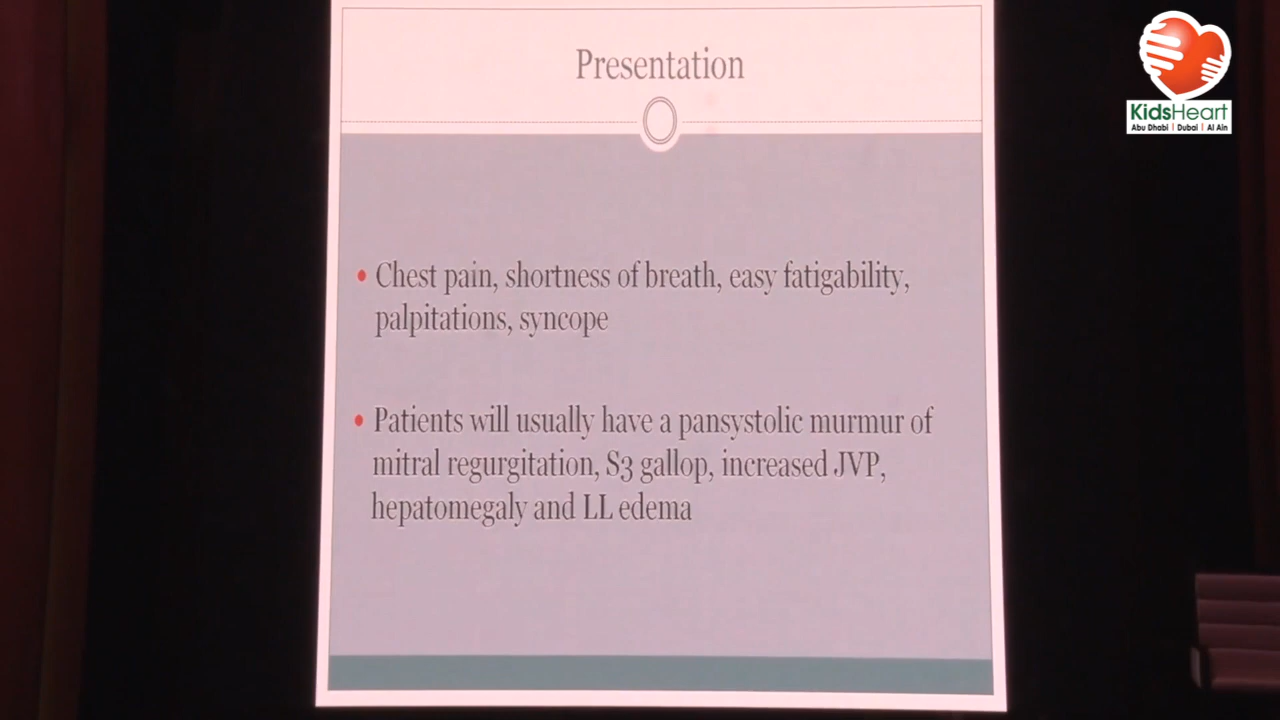 Presentation
KidsHeart
Abu Dhabi | Dubai | Al Ain
• Chest pain, shortness of breath, easy fatigability,
palpitations, syncope
• Patients will usually have a pansystolic murmur of
mitral regurgitation, S3 gallop, increased JVP,
hepatomegaly and LL edema